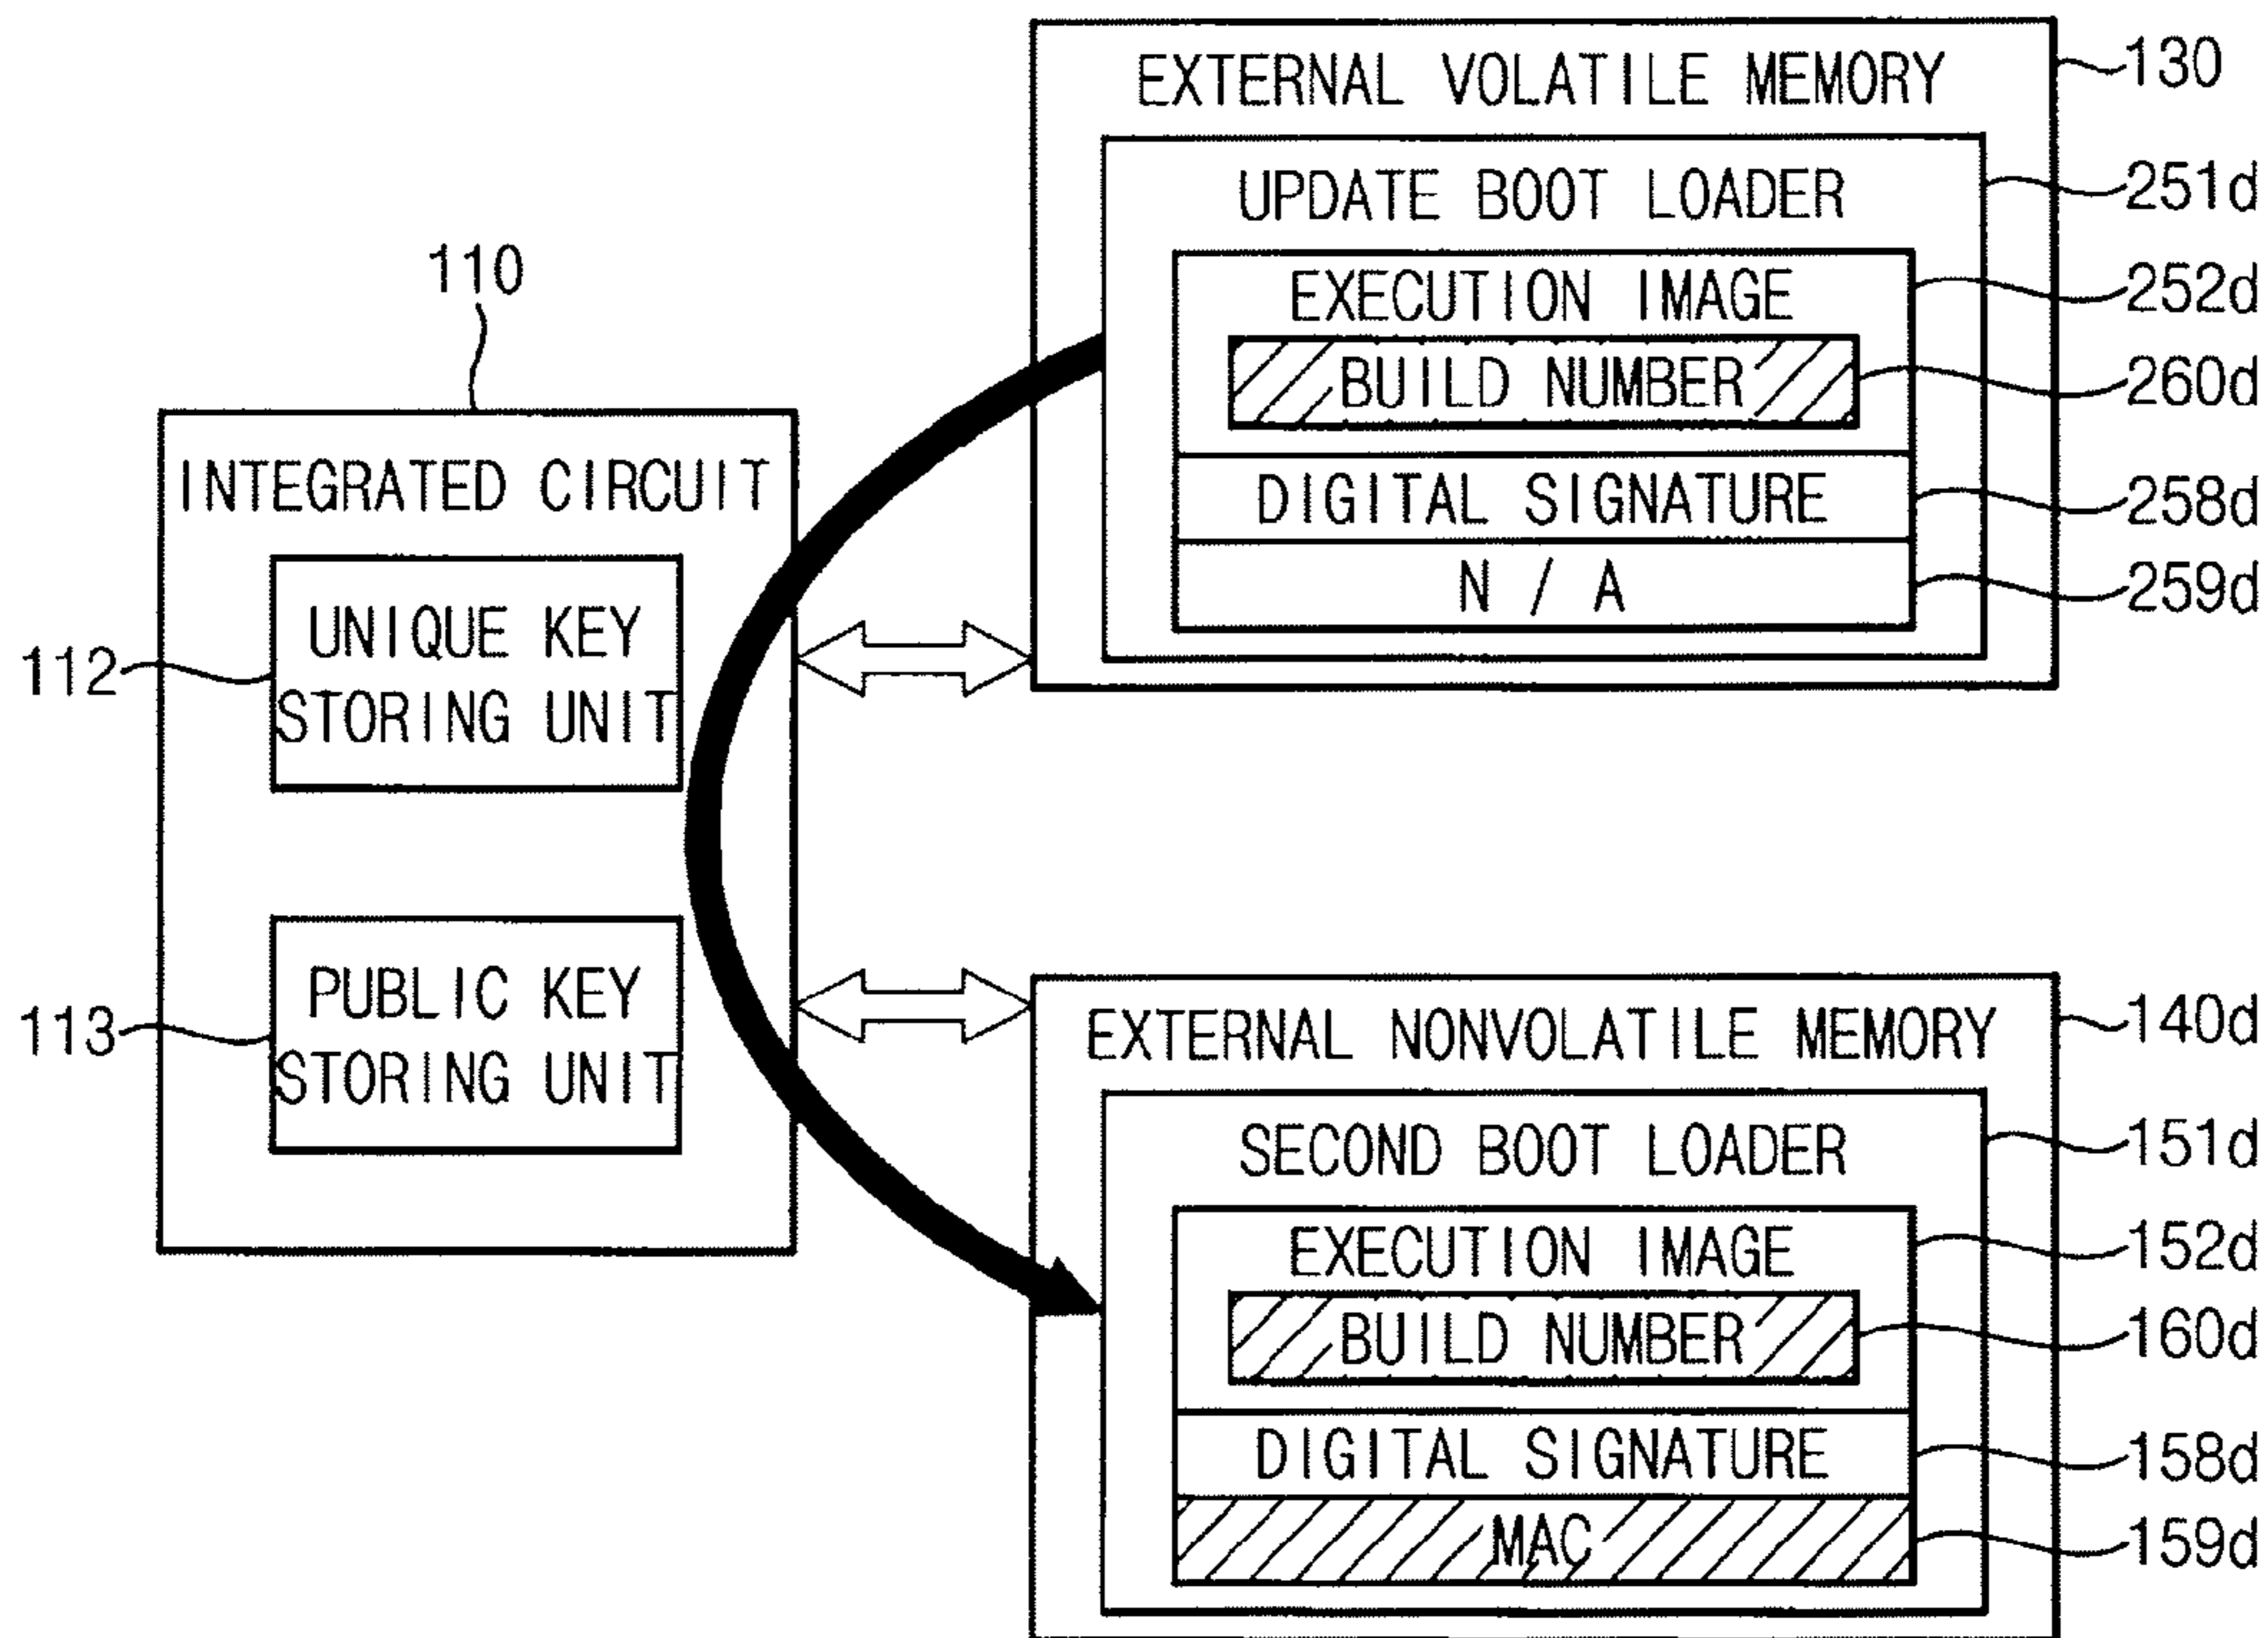 EXTERNAL VOLATILE MEMORY
130
UPDATE BOOT LOADER
251d
EXECUTION IMAGE
252d
BUILD NUMBER
260d
DIGITAL SIGNATURE
258d
N / A
259d
110
INTEGRATED CIRCUIT
UNIQUE KEY
STORING UNIT
112
PUBLIC KEY
STORING UNIT
113
EXTERNAL NONVOLATILE MEMORY
140d
SECOND BOOT LOADER
151d
EXECUTION IMAGE
152d
BUILD NUMBER
160d
DIGITAL SIGNATURE
158d
MAC
159d